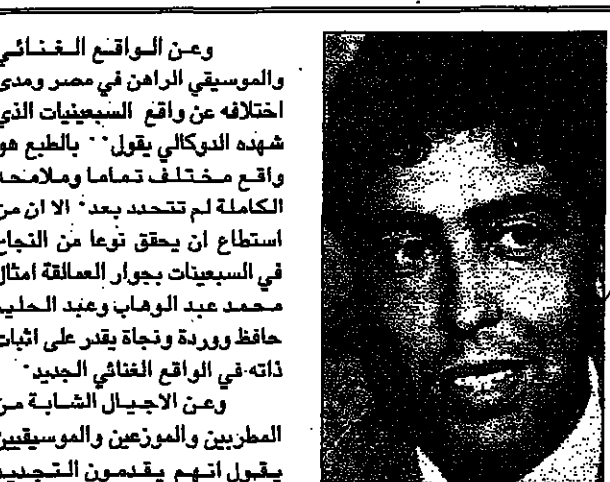 وعن الواقع الغنائي
والموسيقي الراهن في مصر ومدى
اختلافه عن واقع السبعينيات الذي
شهده الدوكالي يقول" بالطبع هو
واقع مختلف تماما وملامحه
الكاملة لم تتحدد بعد" الا ان من
استطاع ان يحقق نوعا من النجاح
في السبعينات بجوار العمالقة امثال
محمد عبد الوهاب وعبد الحليم
حافظ ووردة ونجاة يقدر على اثبات
ذاته في الواقع الغنائي الجديد"
وعن الاجيال الشابة من
المطربين والموزعين والموسيقيين
يقول انهم يقدمون التجديد